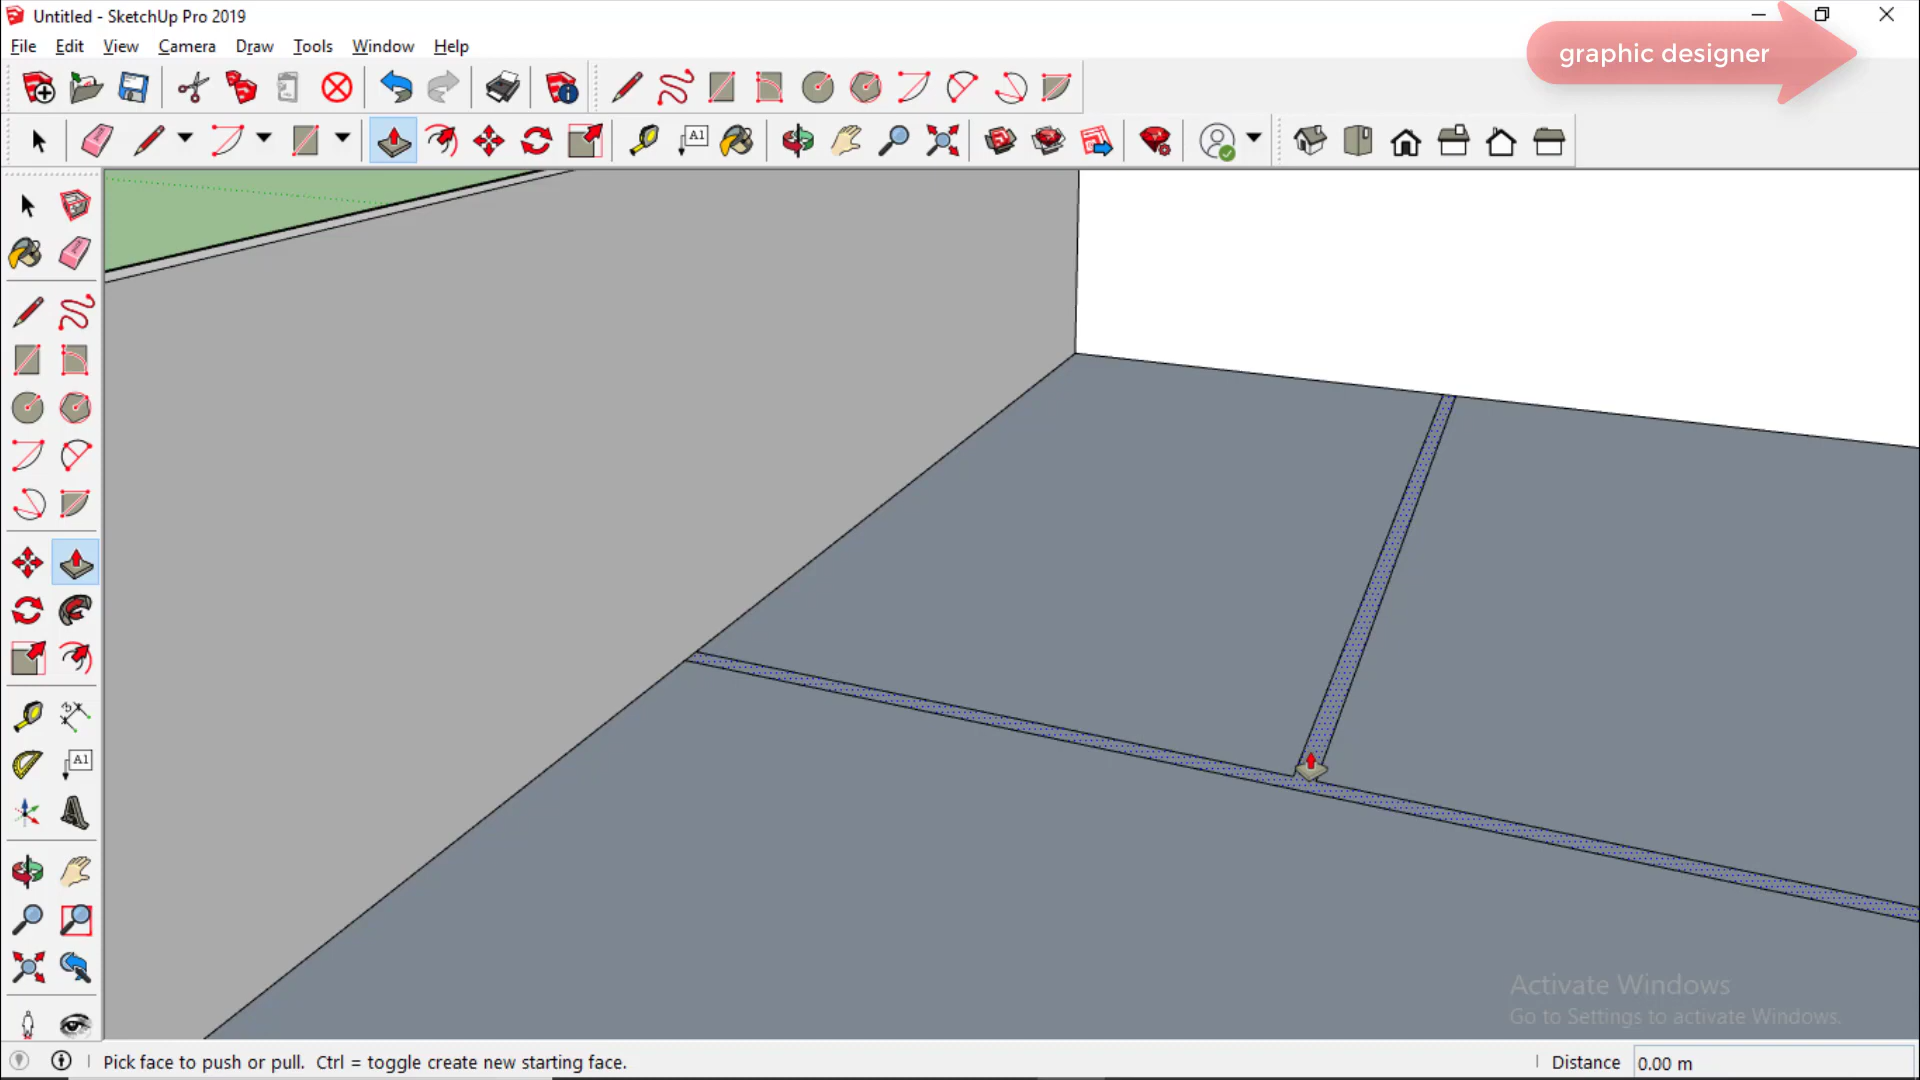 Untitled - SketchUp Pro 2019
graphic designer
File Edit View Camera Draw Tools Window Help
A1
A1
Activate Windows
Go to Settings to activate Windows.
Pick face to push or pull. Ctrl = toggle create new starting face.
Distance 0.00 m